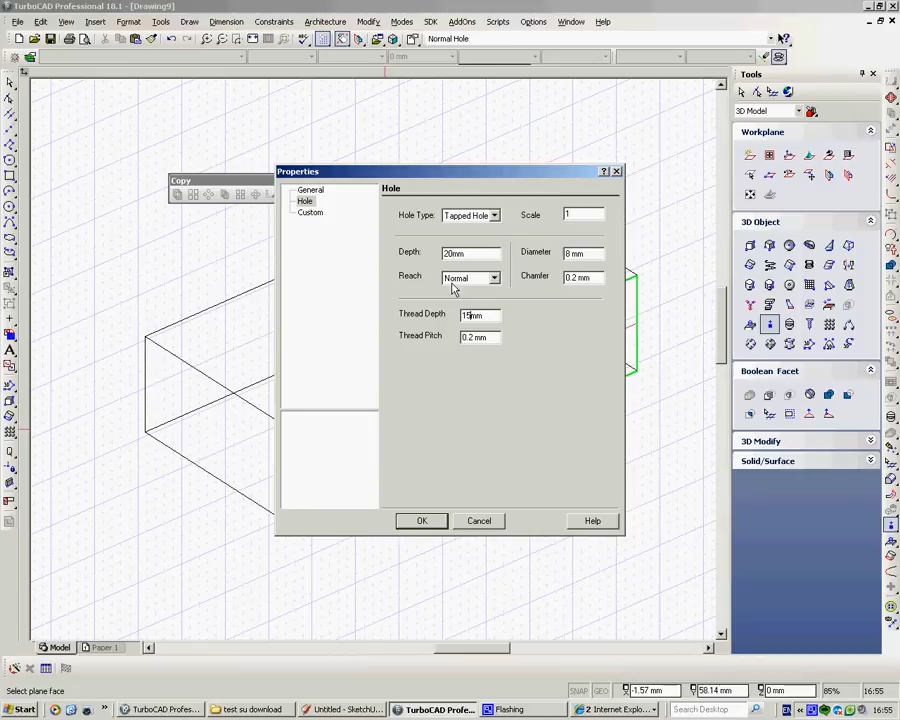 TurboCAD Professional 18.1 - [Drawing9]
File Edit View Insert Format Tools Draw Dimension Constraints Architecture Modify Modes SDK AddOns Scripts Options Window Help
Normal Hole
0 mm
Tools
3D Model
Workplane
Copy
Properties
General
Hole
Custom
Hole
Hole Type: Tapped Hole Scale 1
Depth: 20mm Diameter 8 mm
Reach Normal Chamfer 0.2 mm
Thread Depth 15mm
Thread Pitch 0.2 mm
OK Cancel Help
3D Object
Boolean Facet
3D Modify
Solid/Surface
Model Paper 1
Select plane face
SNAP GEO -1.57 mm 58.14 mm 0 mm 85% 16:55
Start TurboCAD Profes... test su download Untitled - SketchU... TurboCAD Profe... Flashing 2 Internet Explo... Search Desktop EN 16:55